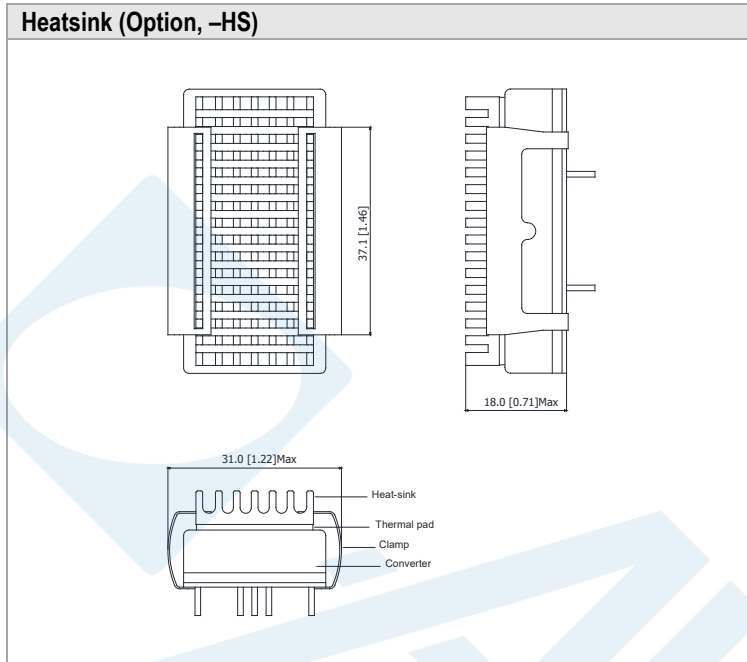 Heatsink (Option, –HS)
37.1 [1.46]
18.0 [0.71]Max
31.0 [1.22]Max
Heat-sink
Thermal pad
Clamp
Converter